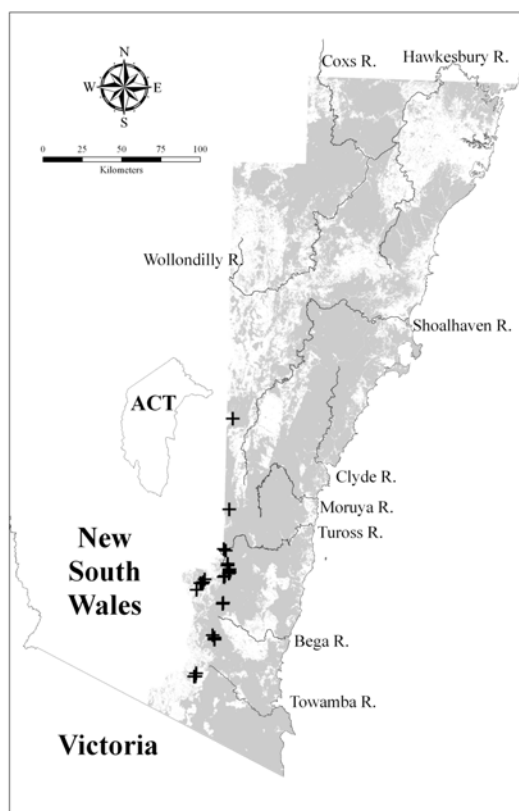 Coxs R.
Hawkesbury R.
N
W E
S
0 25 50 75 100
Kilometers
Wollondilly R.
Shoalhaven R.
ACT
Clyde R.
Moruya R.
Tuross R.
New
South
Wales
Bega R.
Towamba R.
Victoria